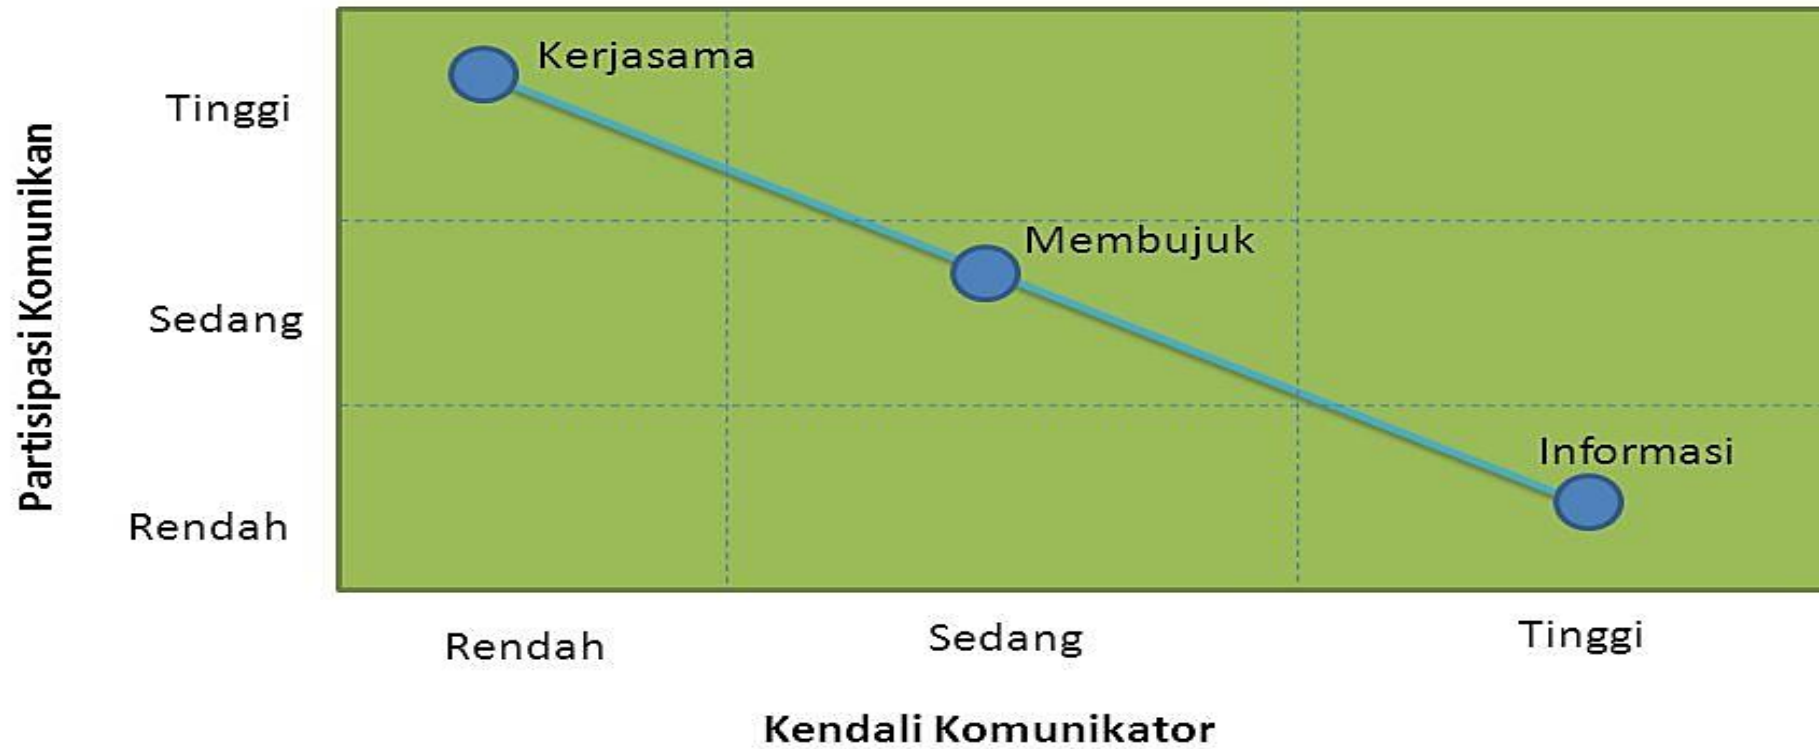 Kerjasama
Tinggi
Partisipasi Komunikan
Membujuk
Sedang
Informasi
Rendah
Rendah
Sedang
Tinggi
Kendali Komunikator